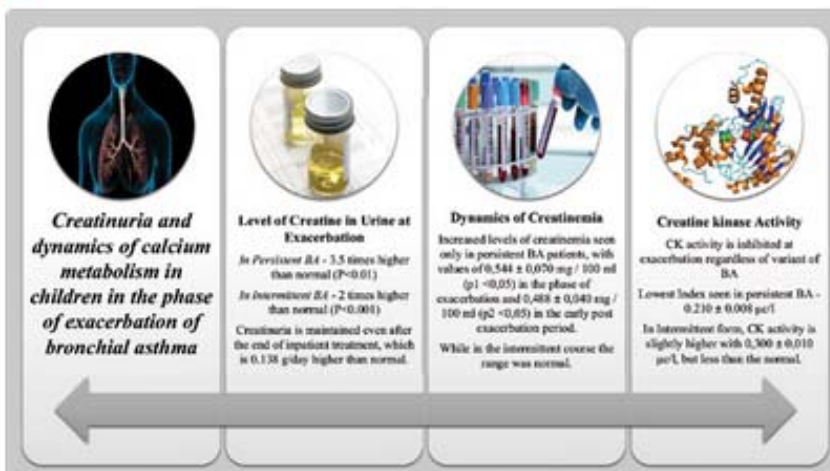 Creatinuria and
dynamics of calcium
metabolism in
children in the phase
of exacerbation of
bronchial asthma
Level of Creatine in Urine at
Exacerbation
In Persistent BA - 3.5 times higher
than normal (P<0.01)
In Intermittent BA - 2 times higher
than normal (P<0.001)
Creatinuria is maintained even after
the end of inpatient treatment, which
is 0.138 g/day higher than normal.
Dynamics of Creatinemia
Increased levels of creatinemia seen
only in persistent BA patients, with
values of 0,544 ± 0,070 mg / 100 ml
(p1 <0,05) in the phase of
exacerbation and 0,488 ± 0,040 mg /
100 ml (p2 <0,05) in the early post
exacerbation period.
While in the intermittent course the
range was normal.
Creatine kinase Activity
CK activity is inhibited at
exacerbation regardless of variant of
BA
Lowest Index seen in persistent BA -
0.210 ± 0.008 μc/l
In Intermittent form, CK activity is
slightly higher with 0,300 ± 0,010
μc/l, but less than the normal.